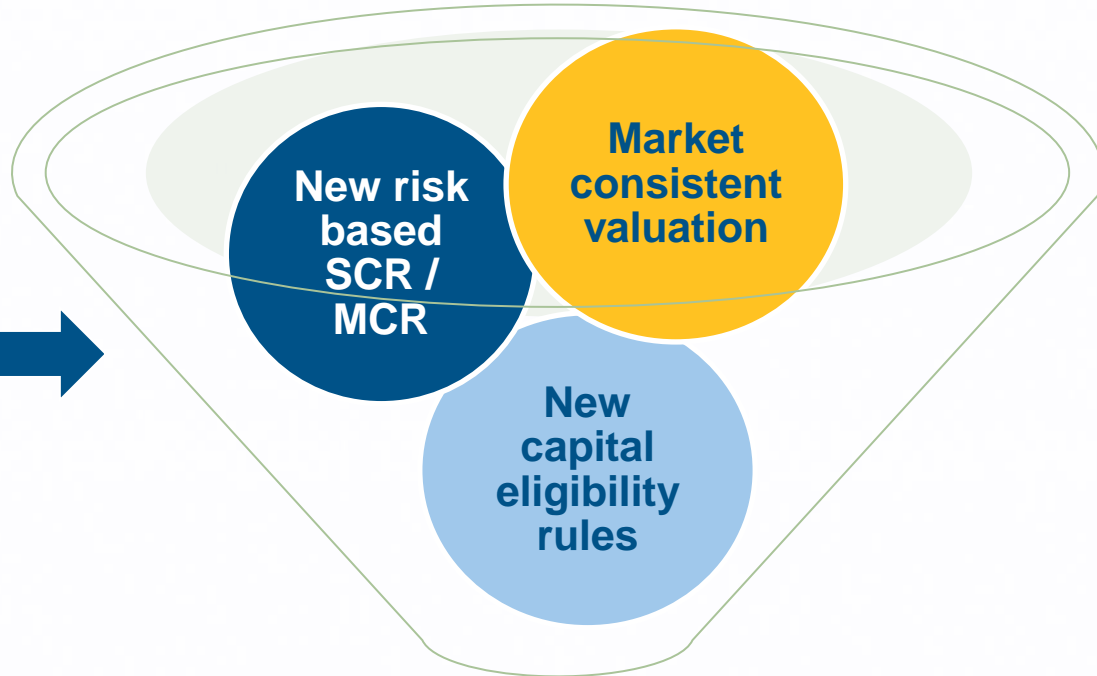 New risk
based
SCR /
MCR
Market
consistent
valuation
New
capital
eligibility
rules